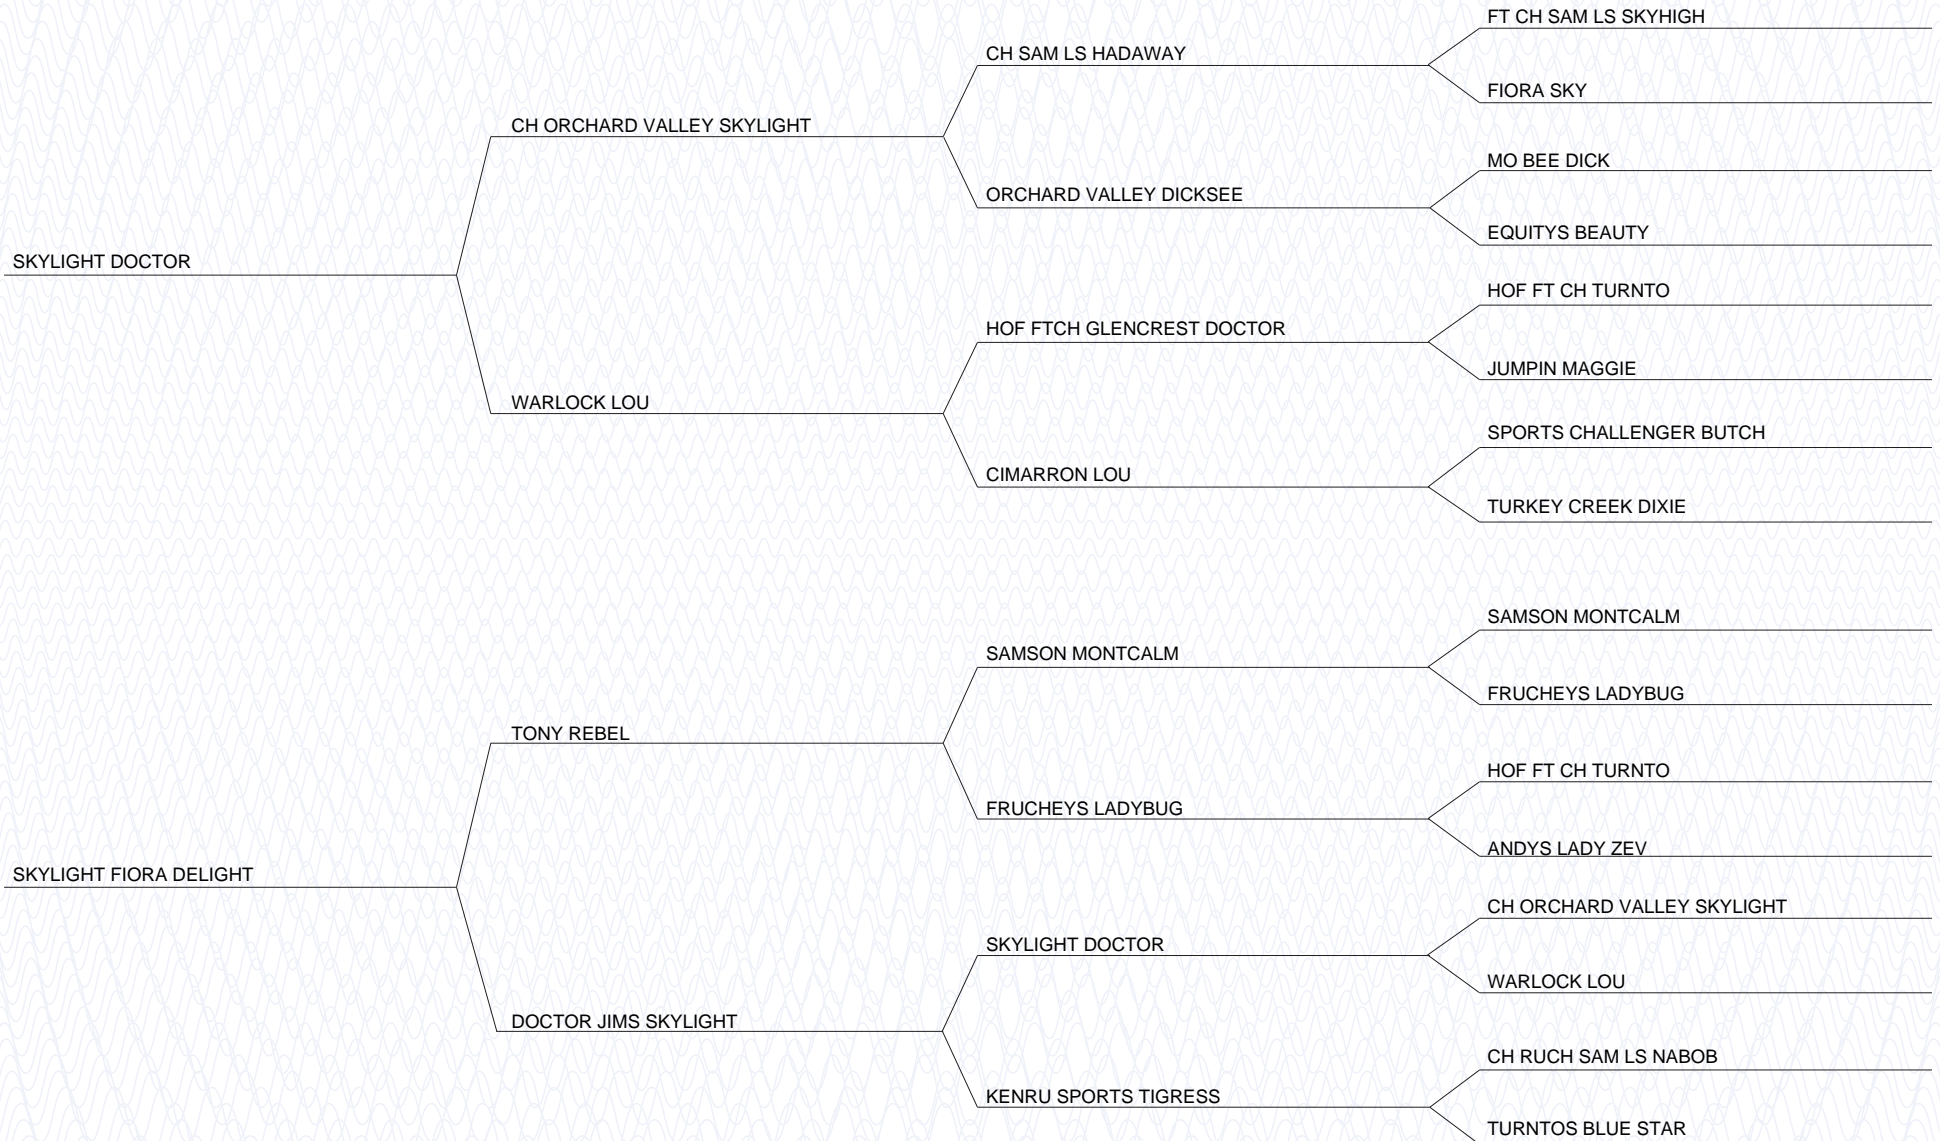 FT CH SAM LS SKYHIGH
CH SAM LS HADAWAY
FIORA SKY
CH ORCHARD VALLEY SKYLIGHT
MO BEE DICK
ORCHARD VALLEY DICKSEE
EQUITYS BEAUTY
SKYLIGHT DOCTOR
HOF FT CH TURNTO
HOF FTCH GLENCREST DOCTOR
JUMPIN MAGGIE
WARLOCK LOU
SPORTS CHALLENGER BUTCH
CIMARRON LOU
TURKEY CREEK DIXIE
SAMSON MONTCALM
SAMSON MONTCALM
FRUCHEYS LADYBUG
TONY REBEL
HOF FT CH TURNTO
FRUCHEYS LADYBUG
ANDYS LADY ZEV
SKYLIGHT FIORA DELIGHT
CH ORCHARD VALLEY SKYLIGHT
SKYLIGHT DOCTOR
WARLOCK LOU
DOCTOR JIMS SKYLIGHT
CH RUCH SAM LS NABOB
KENRU SPORTS TIGRESS
TURNTOS BLUE STAR